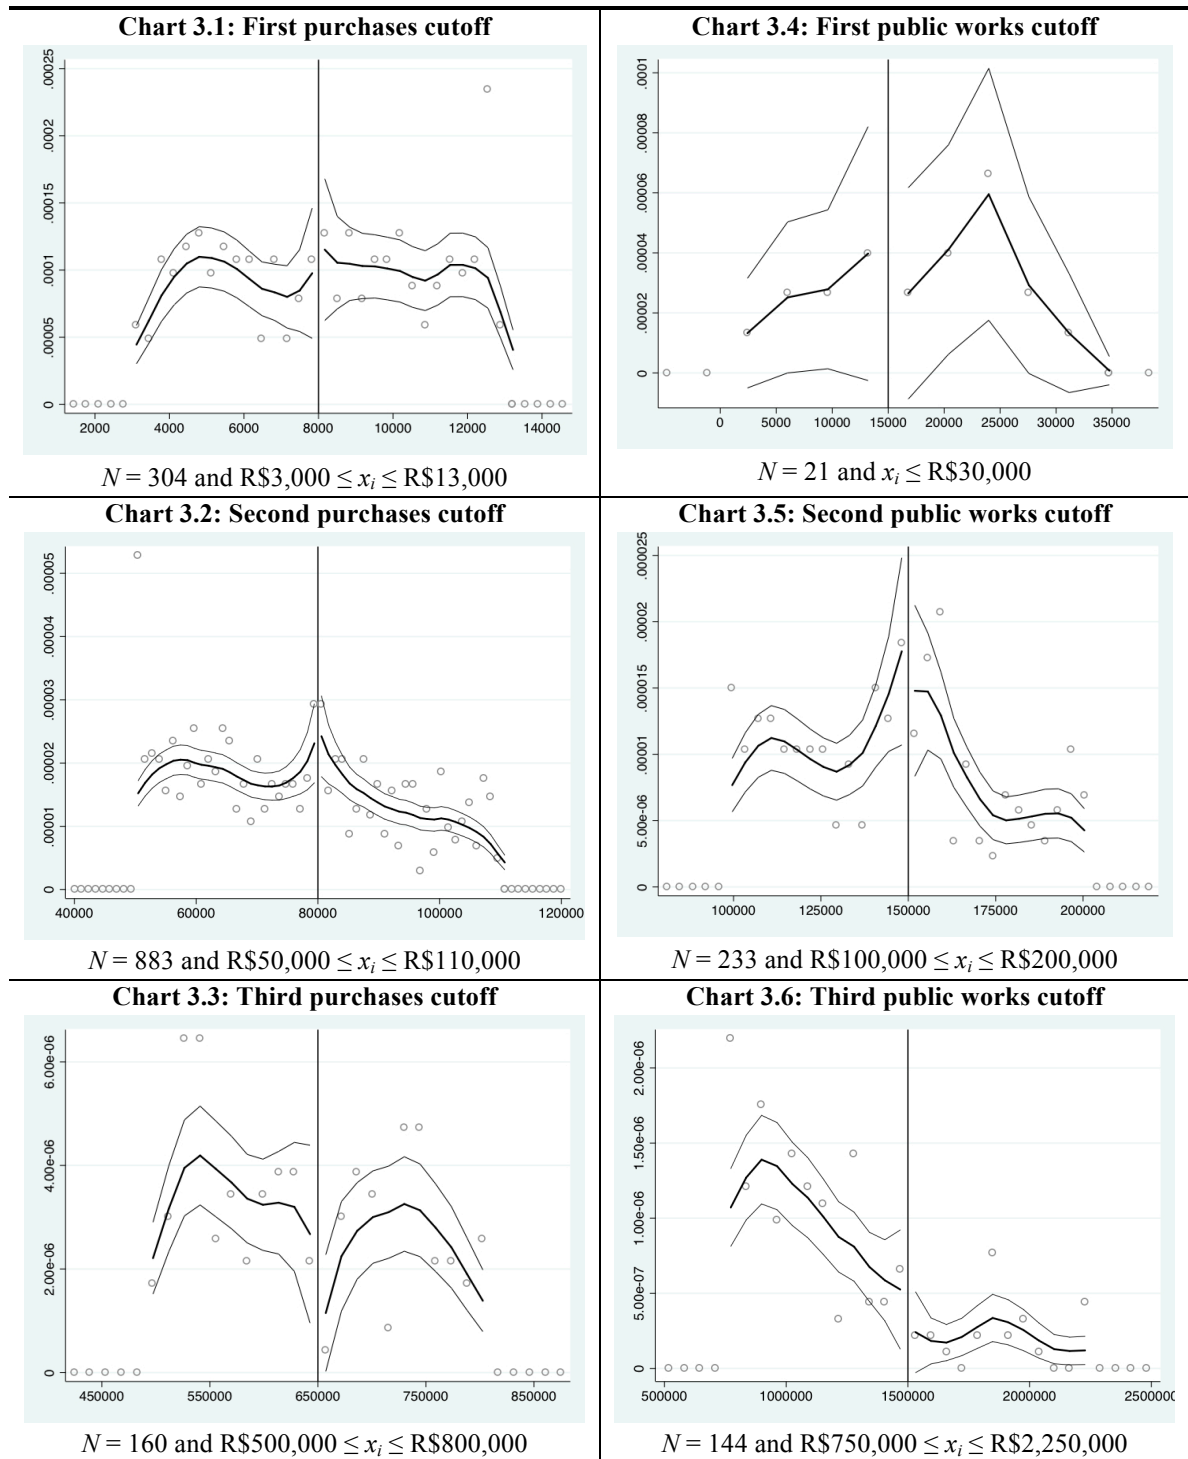 Chart 3.1: First purchases cutoff
.00025
.0002
.00015
.0001
.00005
0
2000 4000 6000 8000 10000 12000 14000
N = 304 and R$3,000 ≤ xi ≤ R$13,000
Chart 3.4: First public works cutoff
.0001
.00008
.00006
.00004
.00002
0
0 5000 10000 15000 20000 25000 30000 35000
N = 21 and xi ≤ R$30,000
Chart 3.2: Second purchases cutoff
.00005
.00004
.00003
.00002
.00001
0
40000 60000 80000 100000 120000
N = 883 and R$50,000 ≤ xi ≤ R$110,000
Chart 3.5: Second public works cutoff
.000025
.00002
.000015
.00001
5.00e-06
0
100000 125000 150000 175000 200000
N = 233 and R$100,000 ≤ xi ≤ R$200,000
Chart 3.3: Third purchases cutoff
6.00e-06
4.00e-06
2.00e-06
0
450000 550000 650000 750000 850000
N = 160 and R$500,000 ≤ xi ≤ R$800,000
Chart 3.6: Third public works cutoff
2.00e-06
1.50e-06
1.00e-06
5.00e-07
0
500000 1000000 1500000 2000000 2500000
N = 144 and R$750,000 ≤ xi ≤ R$2,250,000